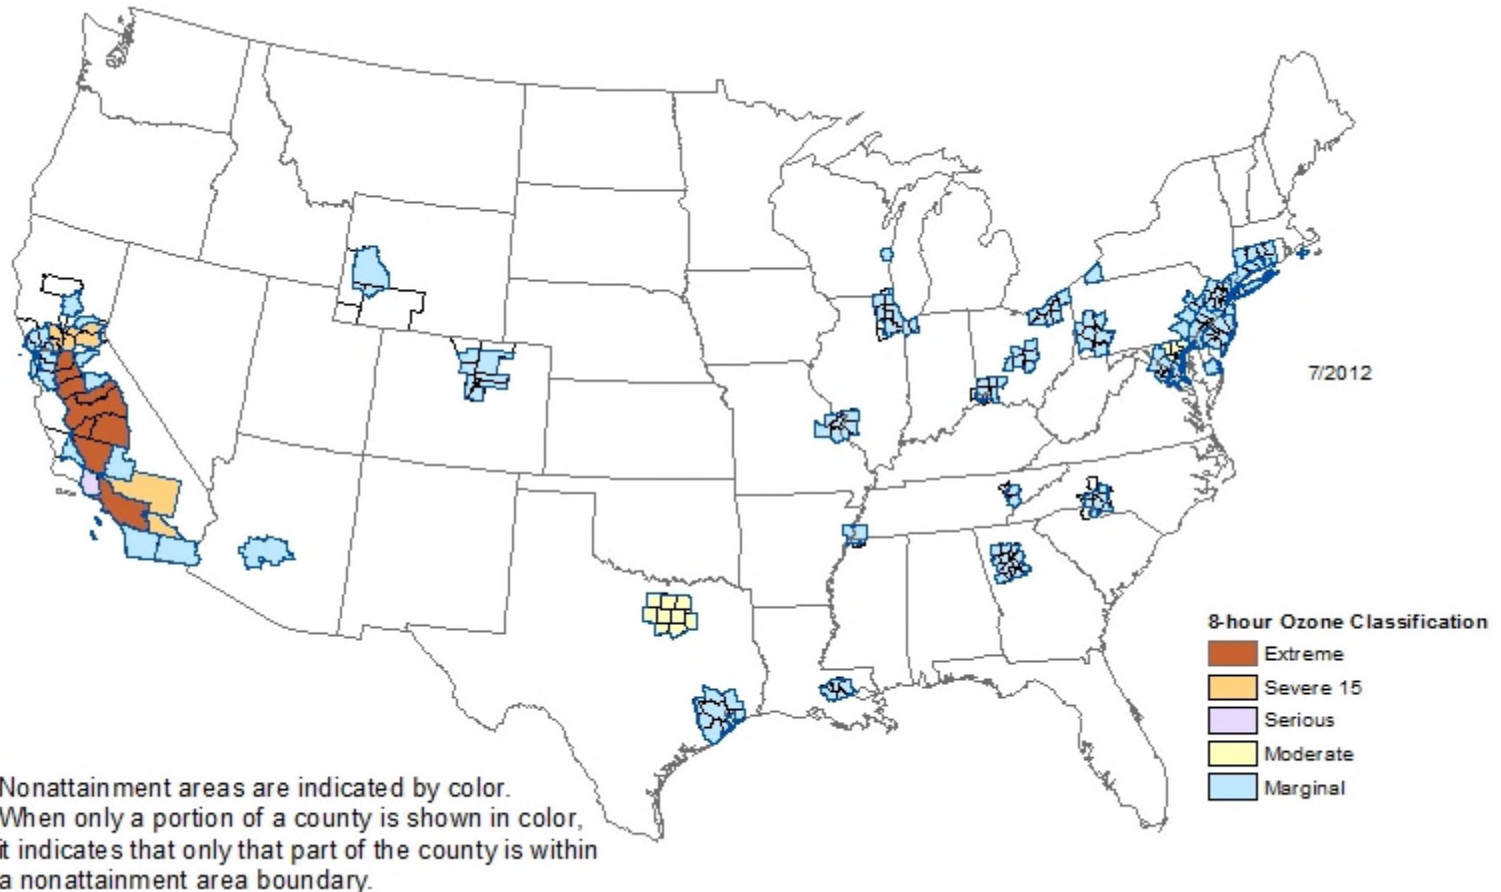 7/2012
8-hour Ozone Classification
Extreme
Severe 15
Serious
Moderate
Marginal
Nonattainment areas are indicated by color.
When only a portion of a county is shown in color,
it indicates that only that part of the county is within
a nonattainment area boundary.